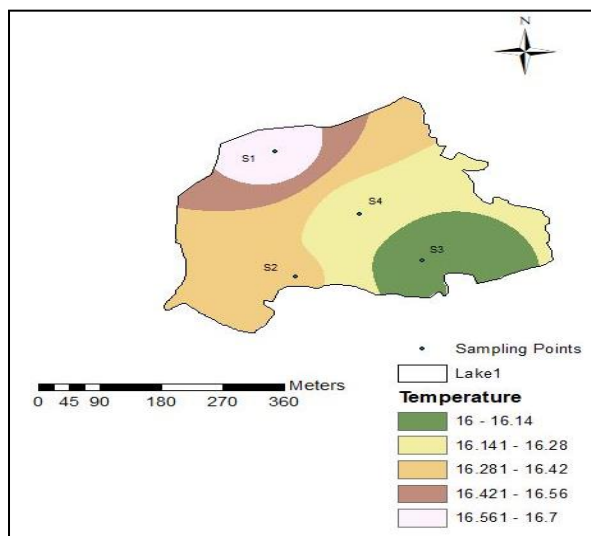 N
S1
S4
S3
S2
Sampling Points
Lake1
Meters
0 45 90 180 270 360
Temperature
16 - 16.14
16.141 - 16.28
16.281 - 16.42
16.421 - 16.56
16.561 - 16.7